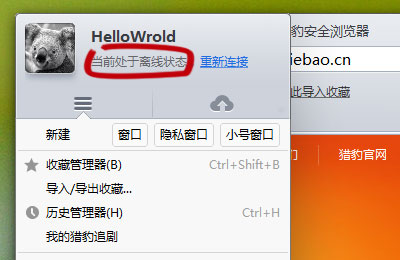 HelloWrold
当前处于离线状态 重新连接
豹安全浏览器
iebao.cn
此导入收藏
新建 窗口 隐私窗口 小号窗口
收藏管理器(B) Ctrl+Shift+B
们 猎豹官网
导入/导出收藏...
历史管理器(H) Ctrl+H
我的猎豹追剧